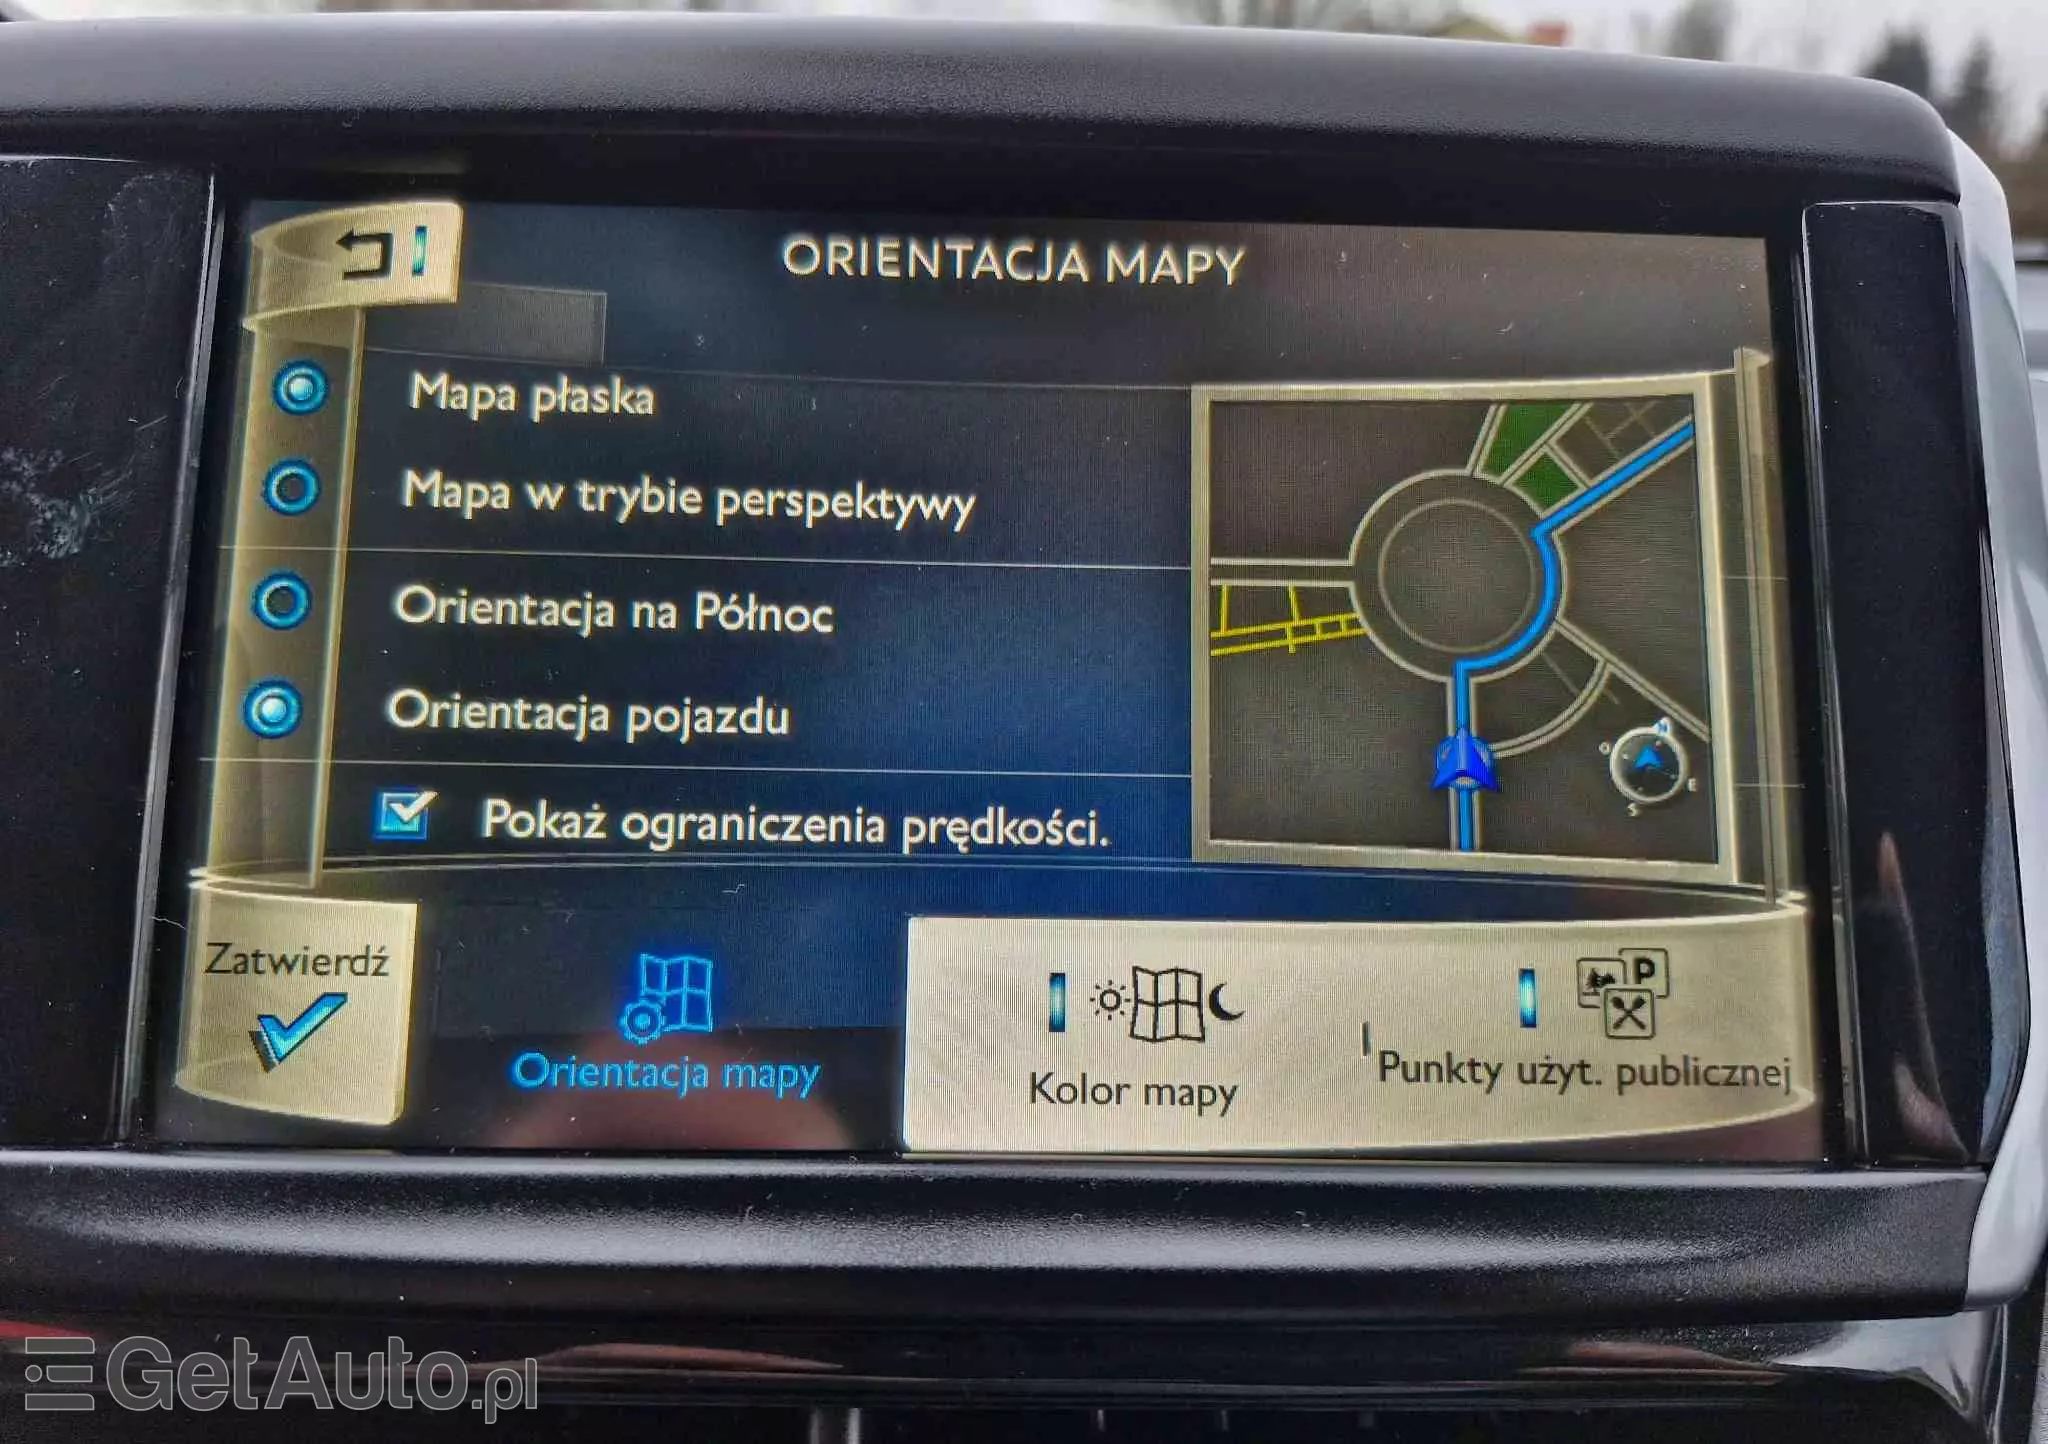 ORIENTACJA MAPY
Mapa płaska
Mapa w trybie perspektywy
Orientacja na Północ
Orientacja pojazdu
Pokaż ograniczenia prędkości.
N
O
E
S
Zatwierdź
Orientacja mapy
Kolor mapy
P
Punkty użyt. publicznej
GetAuto.pl